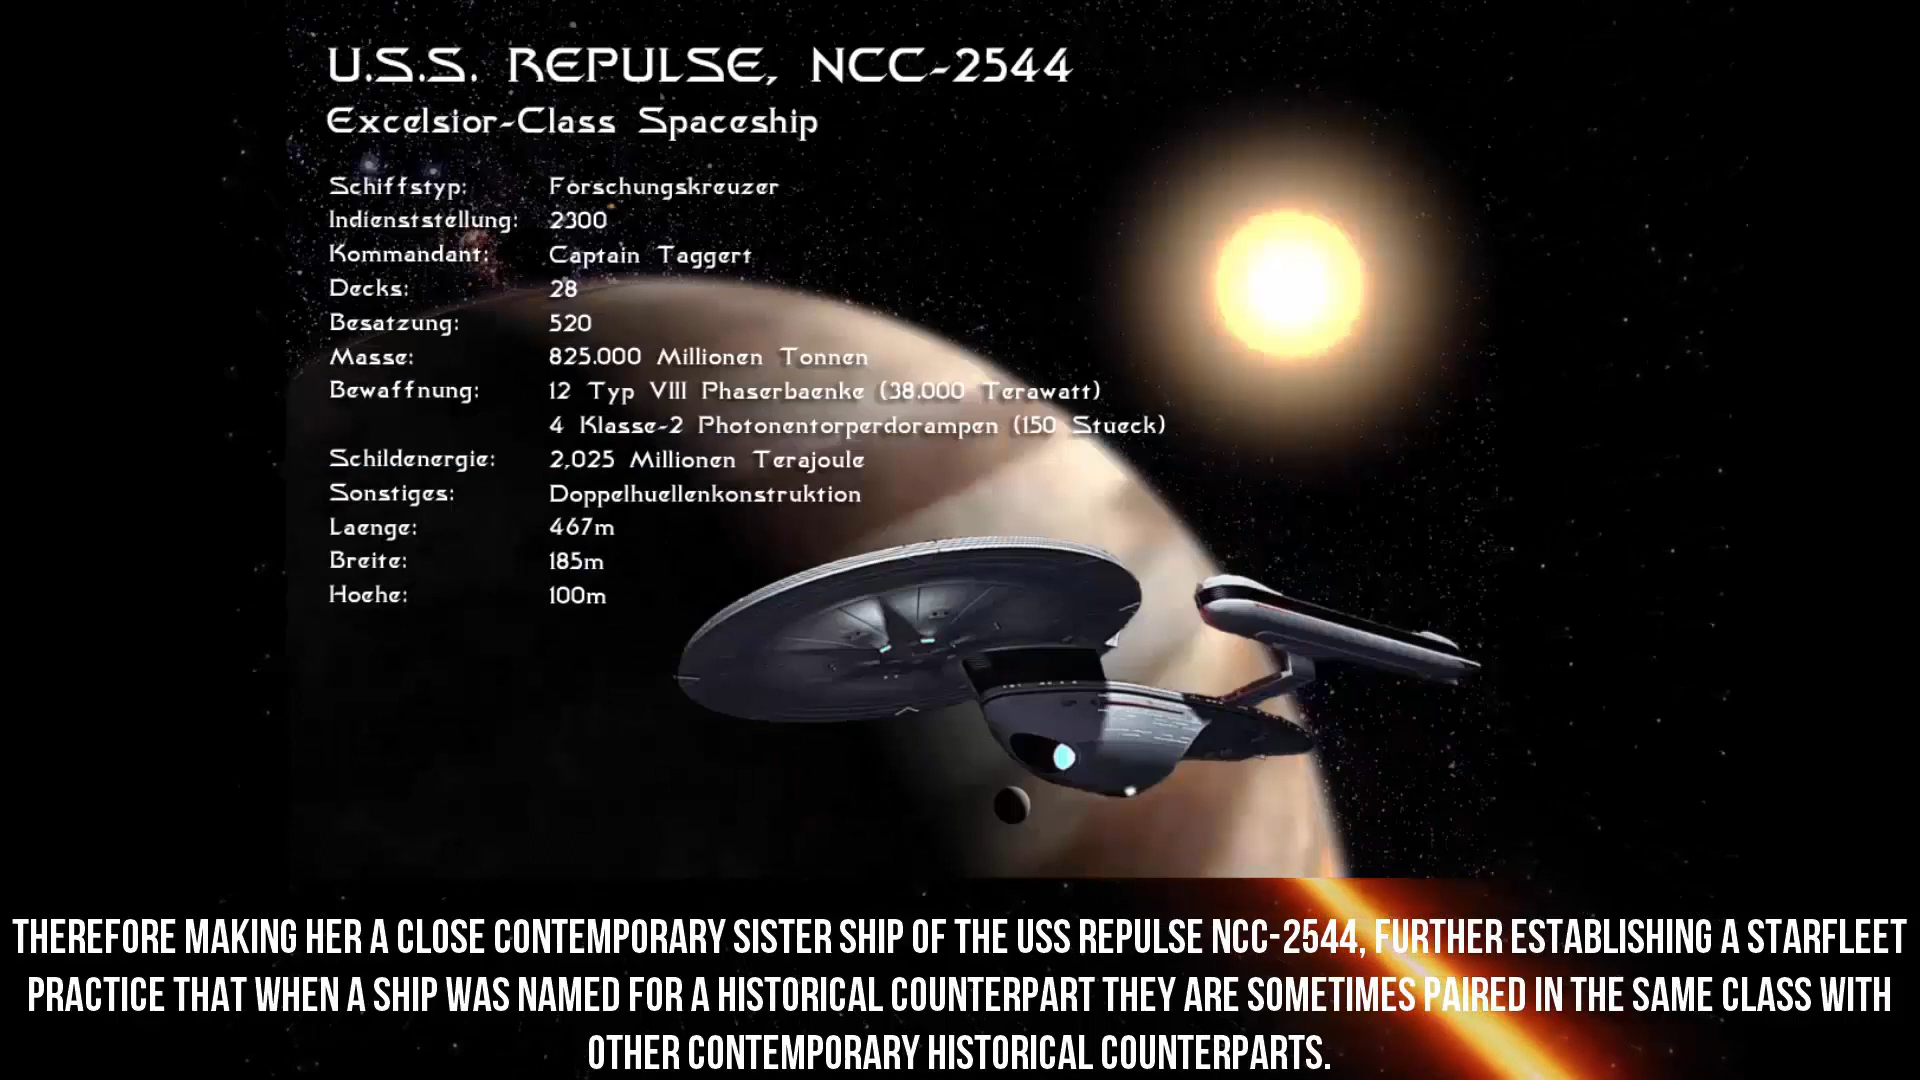 U.S.S. REPULSE, NCC-2544
Excelsior-Class Spaceship
Schiffstyp: Forschungskreuzer
Indienststellung: 2300
Kommandant: Captain Taggert
Decks: 28
Besatzung: 520
Masse: 825.000 Millionen Tonnen
Bewaffnung: 12 Typ VIII Phaserbaenke (38.000 Terawatt)
4 Klasse-2 Photonentorperdorampen (150 Stueck)
Schildenergie: 2,025 Millionen Terajoule
Sonstiges: Doppelhuellenkonstruktion
Laenge: 467m
Breite: 185m
Hoehe: 100m
THEREFORE MAKING HER A CLOSE CONTEMPORARY SISTER SHIP OF THE USS REPULSE NCC-2544, FURTHER ESTABLISHING A STARFLEET
PRACTICE THAT WHEN A SHIP WAS NAMED FOR A HISTORICAL COUNTERPART THEY ARE SOMETIMES PAIRED IN THE SAME CLASS WITH
OTHER CONTEMPORARY HISTORICAL COUNTERPARTS.